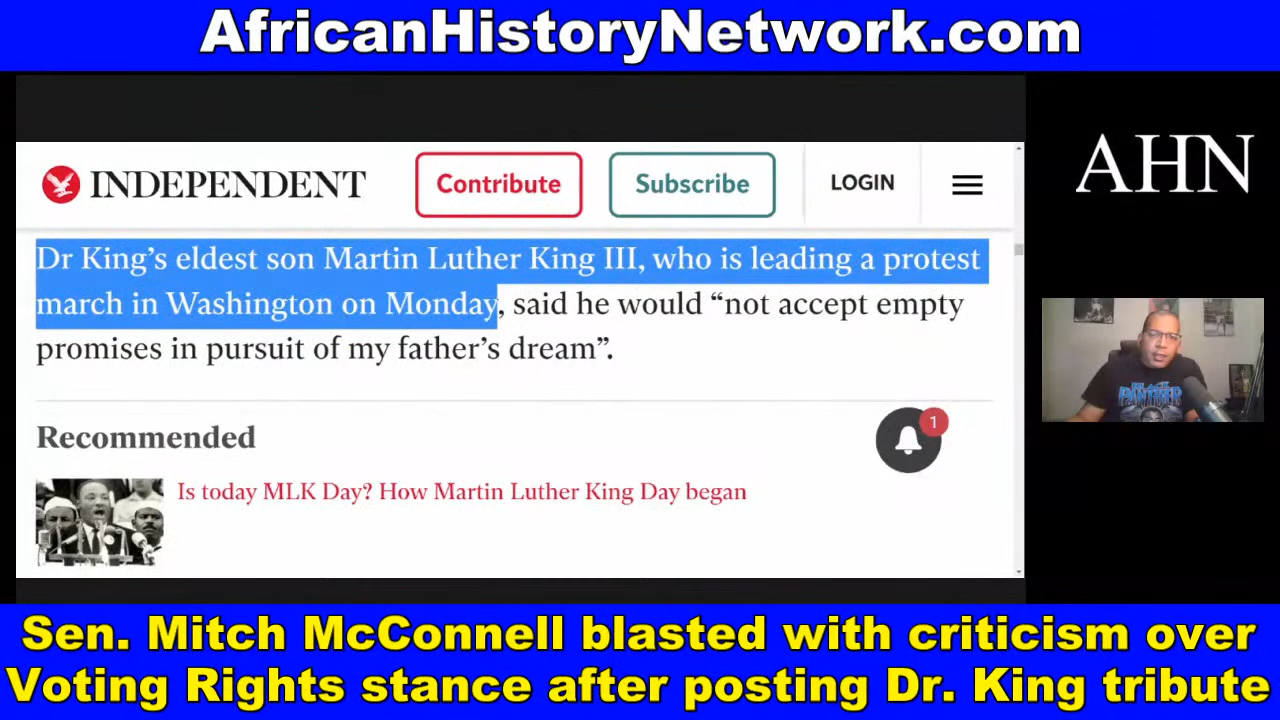 AfricanHistoryNetwork.com
AHN
INDEPENDENT
Contribute
Subscribe
LOGIN
Dr King's eldest son Martin Luther King III, who is leading a protest
march in Washington on Monday, said he would “not accept empty
promises in pursuit of my father's dream”.
Recommended
1
Is today MLK Day? How Martin Luther King Day began
PANTHER
Sen. Mitch McConnell blasted with criticism over
Voting Rights stance after posting Dr. King tribute